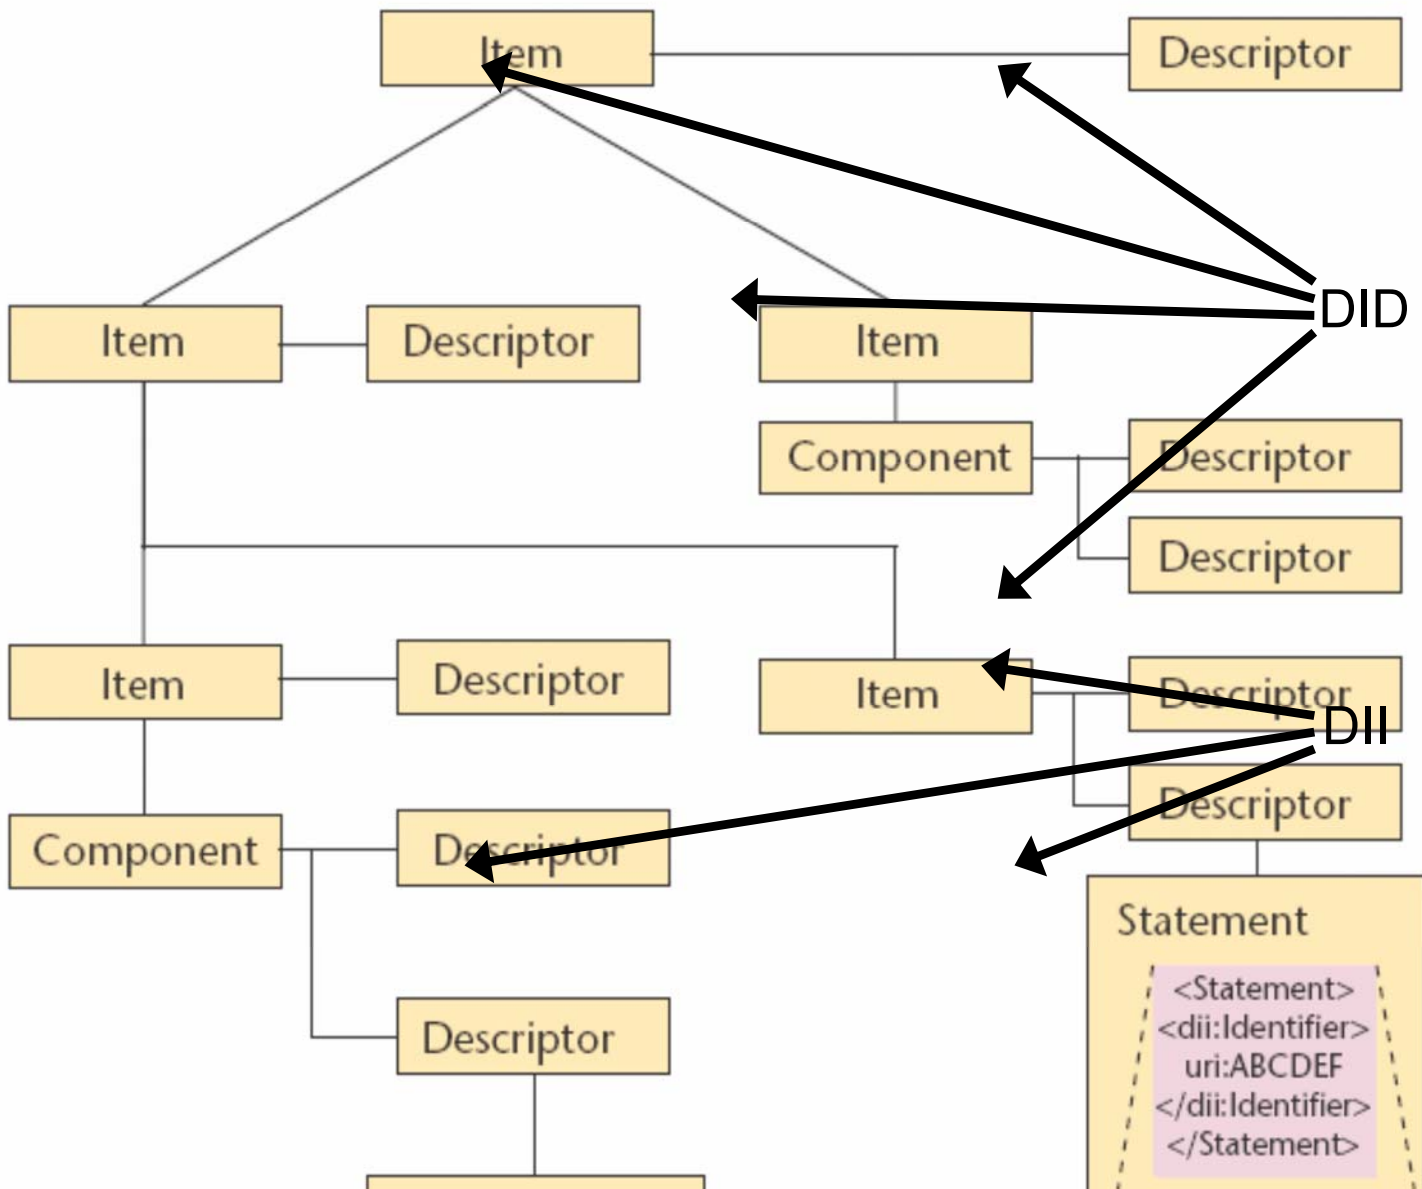 Item
Descriptor
DID
Item
Descriptor
Item
Component
Descriptor
Descriptor
Item
Descriptor
Item
Descriptor
DII
Descriptor
Component
Descriptor
Statement
<Statement>
<dii:Identifier>
uri:ABCDEF
</dii:Identifier>
</Statement>
Descriptor